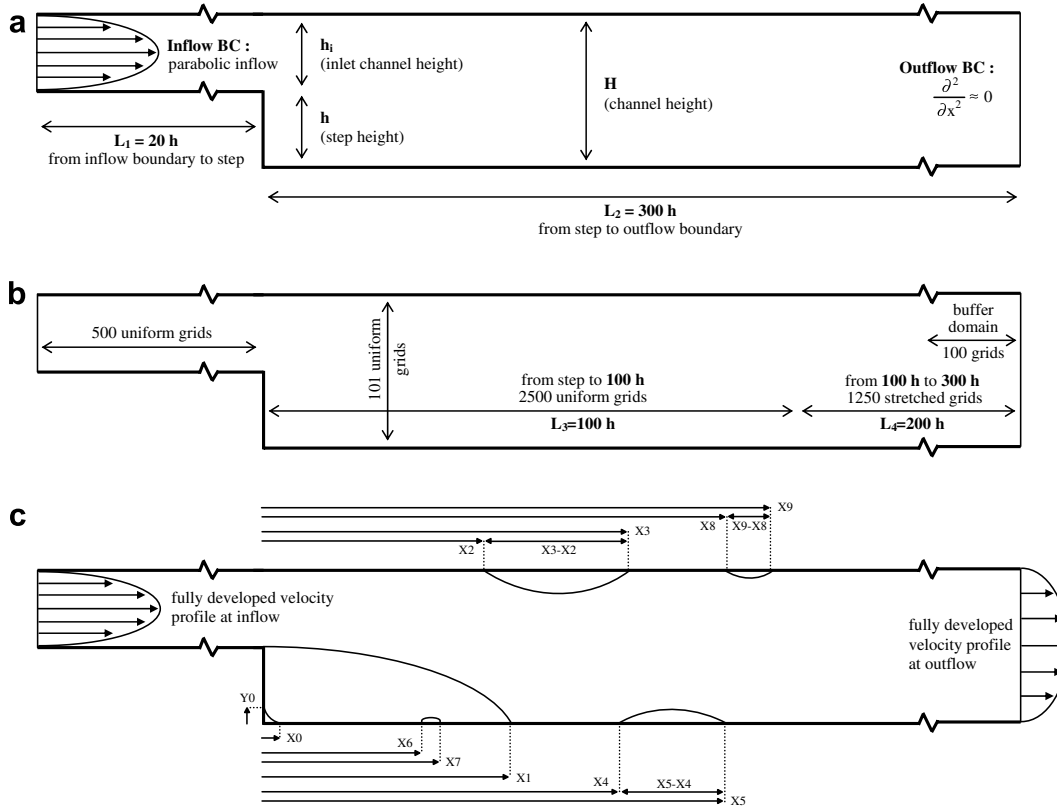 a
Inflow BC :
parabolic inflow
h_i
(inlet channel height)
h
(step height)
H
(channel height)
Outflow BC :
∂²/∂x² ≈ 0
L₁ = 20 h
from inflow boundary to step
L₂ = 300 h
from step to outflow boundary
b
500 uniform grids
101 uniform
grids
from step to 100 h
2500 uniform grids
L₃=100h
buffer
domain
100 grids
from 100 h to 300 h
1250 stretched grids
L₄=200h
c
X9
X8
X9-X8
X3
X2
X3-X2
fully developed velocity
profile at inflow
fully developed
velocity profile
at outflow
Y0
X0
X6
X7
X1
X4
X5-X4
X5